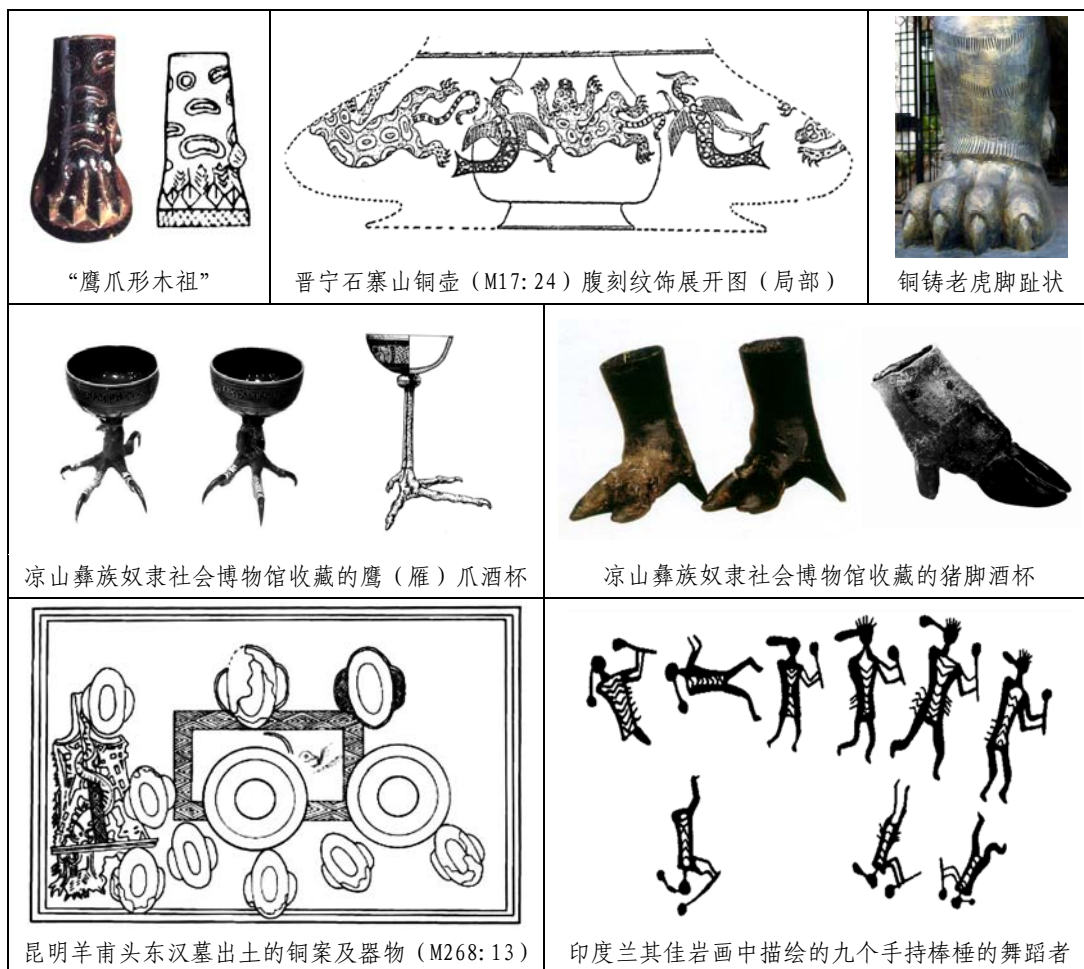 “鹰爪形木祖”
晋宁石寨山铜壶（M17:24）腹刻纹饰展开图（局部）
铜铸老虎脚趾状
凉山彝族奴隶社会博物馆收藏的鹰（雁）爪酒杯
凉山彝族奴隶社会博物馆收藏的猪脚酒杯
昆明羊甫头东汉墓出土的铜案及器物（M268:13）
印度兰其佳岩画中描绘的九个手持棒棰的舞蹈者